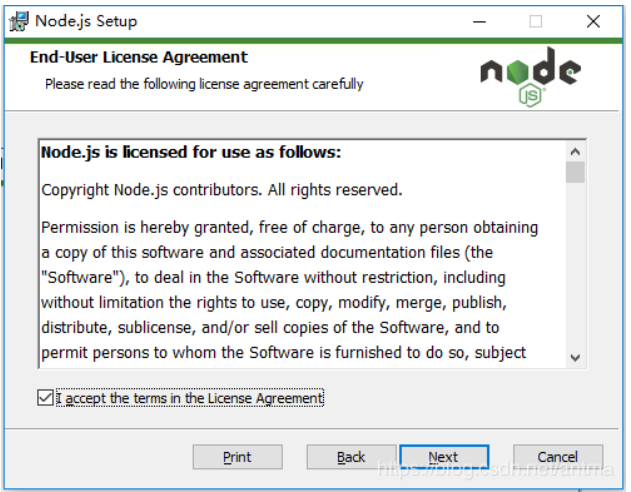 Node.js Setup
End-User License Agreement
Please read the following license agreement carefully
node
JS
Node.js is licensed for use as follows:
Copyright Node.js contributors. All rights reserved.
Permission is hereby granted, free of charge, to any person obtaining
a copy of this software and associated documentation files (the
"Software"), to deal in the Software without restriction, including
without limitation the rights to use, copy, modify, merge, publish,
distribute, sublicense, and/or sell copies of the Software, and to
permit persons to whom the Software is furnished to do so, subject
I accept the terms in the License Agreement
Print Back Next Cancel